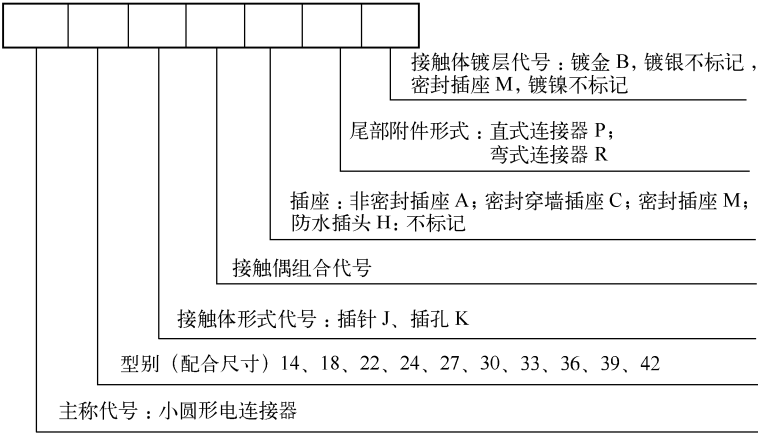 接触体镀层代号:镀金 B, 镀银不标记,
密封插座 M, 镀镍不标记
尾部附件形式:直式连接器 P;
弯式连接器 R
插座:非密封插座 A; 密封穿墙插座 C; 密封插座 M;
防水插头 H: 不标记
接触偶组合代号
接触体形式代号:插针 J、插孔 K
型别(配合尺寸)14、18、22、24、27、30、33、36、39、42
主称代号:小圆形电连接器